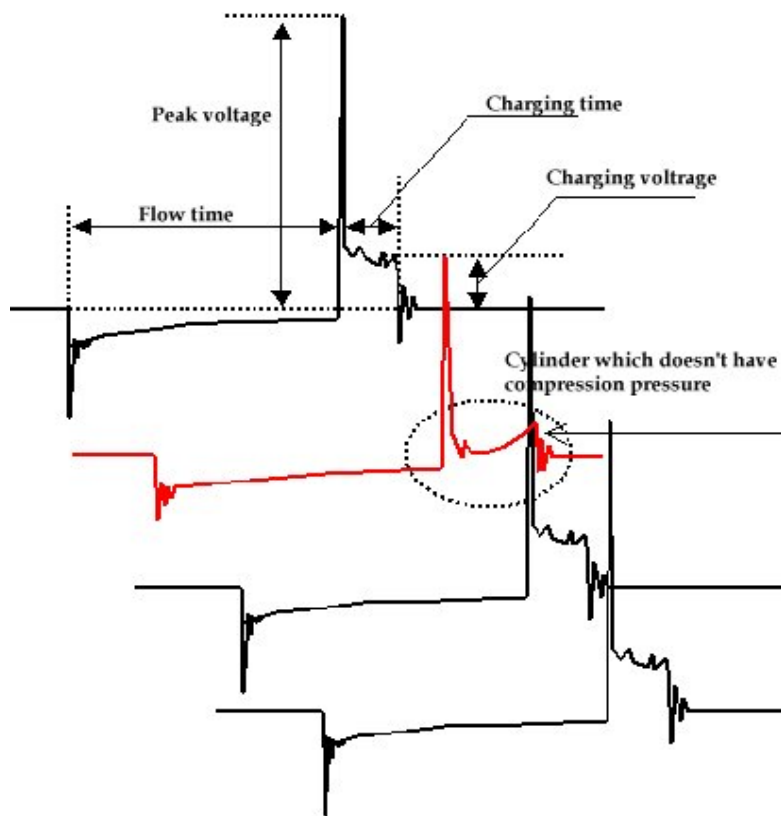 Peak voltage
Charging time
Charging voltrage
Flow time
Cylinder which doesn't have
compression pressure